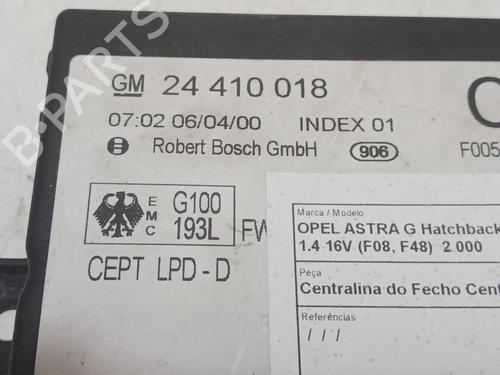 GM 24 410 018
07:02 06/04/00 INDEX 01
Robert Bosch GmbH 906 F005
EMC G100
193L FW
CEPT LPD - D
Marca / Modelo
OPEL ASTRA G Hatchback
1.4 16V (F08, F48) 2 000
Peça
Centralina do Fecho Cent
Referências
/ / /
B-PARTS